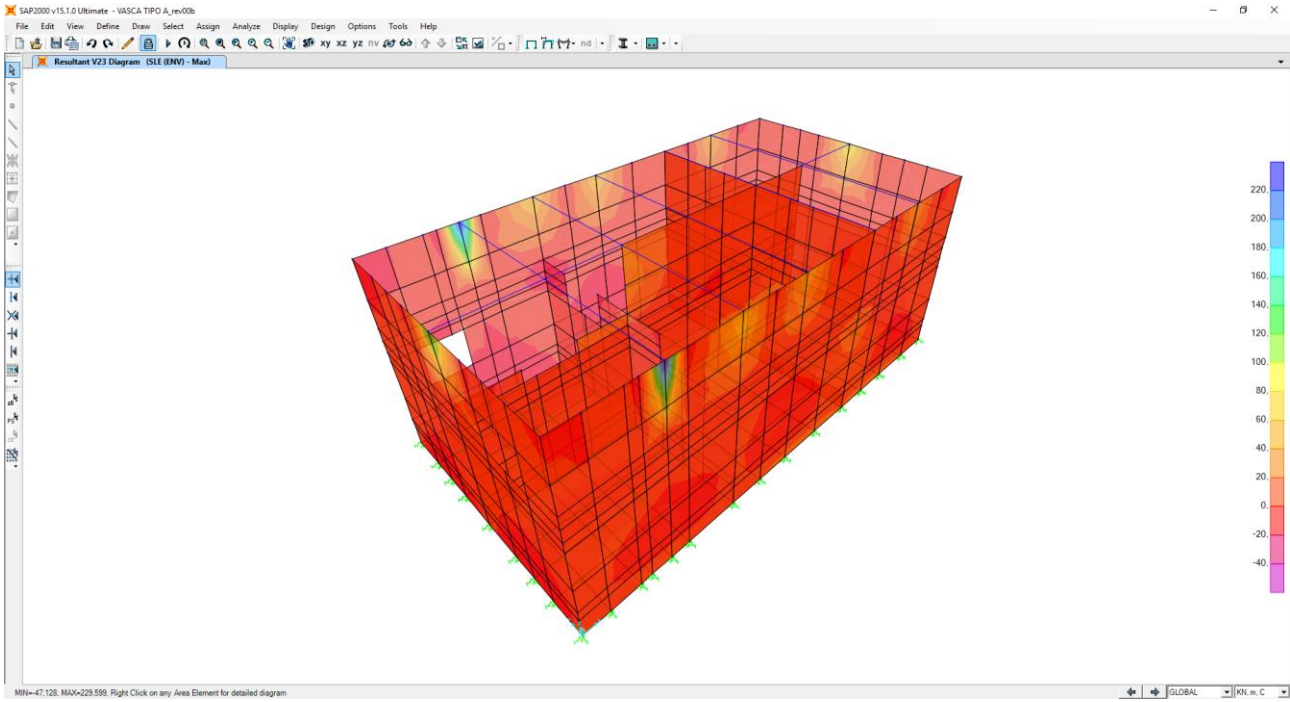 SAP2000 v15.1.0 Ultimate - VASCA TIPO A_rev00b
File Edit View Define Draw Select Assign Analyze Display Design Options Tools Help
xy xz yz nv nd
Resultant V23 Diagram (SLE (ENV) - Max)
220,
200,
180,
160,
140,
120,
100,
80,
60,
40,
20,
0,
-20,
-40,
MIN=-47,128, MAX=229,599, Right Click on any Area Element for detailed diagram
GLOBAL
KN, m, C